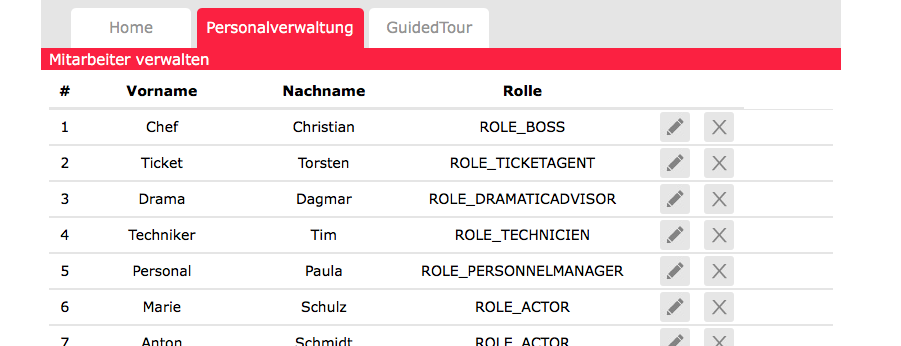 Home Personalverwaltung GuidedTour
Mitarbeiter verwalten
# Vorname Nachname Rolle
1 Chef Christian ROLE_BOSS
2 Ticket Torsten ROLE_TICKETAGENT
3 Drama Dagmar ROLE_DRAMATICADVISOR
4 Techniker Tim ROLE_TECHNICIEN
5 Personal Paula ROLE_PERSONNELMANAGER
6 Marie Schulz ROLE_ACTOR
7 Anton Schmidt ROLE_ACTOR